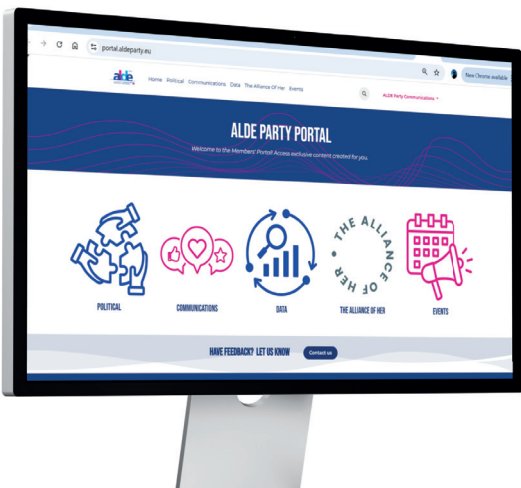 portal.aldeparty.eu
New Chrome available
alde
Home Political Communications Data The Alliance Of Her Events
ALDE Party Communications
ALDE PARTY PORTAL
Welcome to the Members' Portal! Access exclusive content created for you.
THE ALLIANCE OF HER
POLITICAL
COMMUNICATIONS
DATA
THE ALLIANCE OF HER
EVENTS
HAVE FEEDBACK? LET US KNOW
Contact us